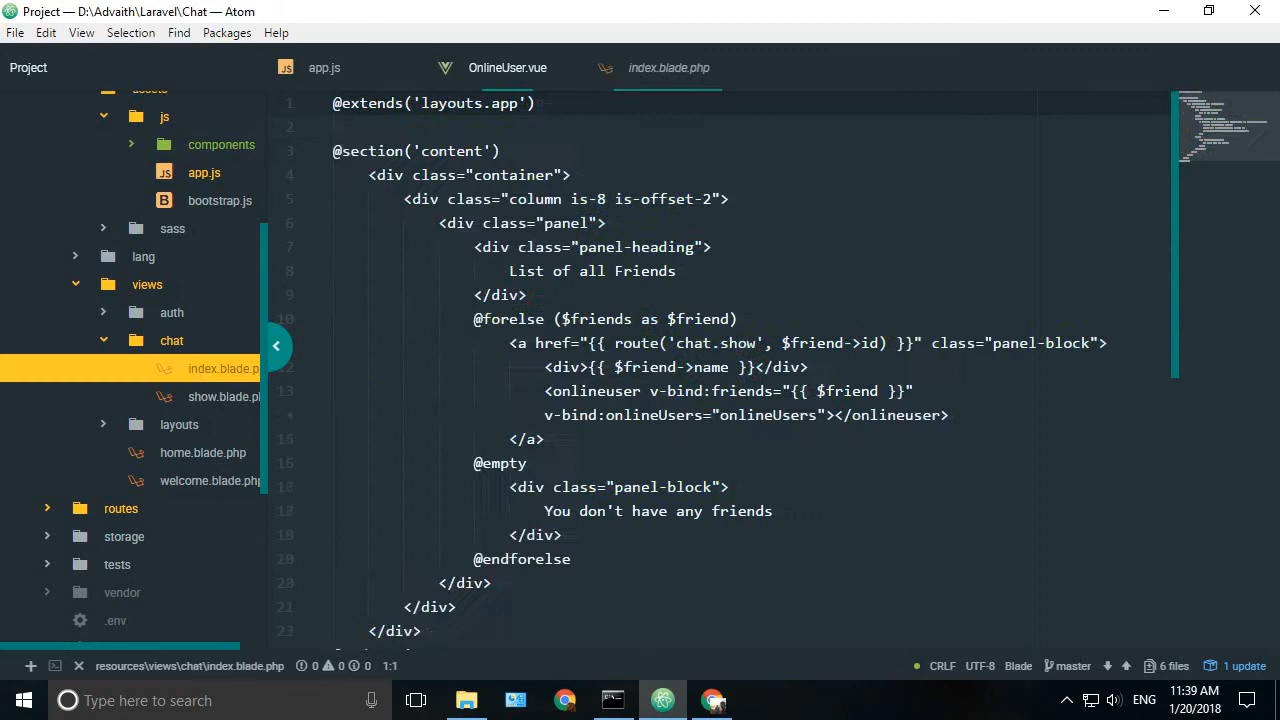 Project — D:\Advaith\Laravel\Chat — Atom
File Edit View Selection Find Packages Help
Project
app.js
OnlineUser.vue
index.blade.php
assets
js
components
app.js
bootstrap.js
sass
lang
views
auth
chat
index.blade.p
show.blade.p
layouts
home.blade.php
welcome.blade.php
routes
storage
tests
vendor
.env
1 @extends('layouts.app')
2
3 @section('content')
4 <div class="container">
5 <div class="column is-8 is-offset-2">
6 <div class="panel">
7 <div class="panel-heading">
8 List of all Friends
9 </div>
10 @forelse ($friends as $friend)
<a href="{{ route('chat.show', $friend->id) }}" class="panel-block">
12 <div>{{ $friend->name }}</div>
13 <onlineuser v-bind:friends="{{ $friend }}"
• v-bind:onlineUsers="onlineUsers"></onlineuser>
</a>
@empty
<div class="panel-block">
You don't have any friends
</div>
20 @endforelse
</div>
21 </div>
23 </div>
resources\views\chat\index.blade.php 0 0 0 1:1
CRLF UTF-8 Blade master 6 files 1 update
Type here to search
ENG
11:39 AM
1/20/2018